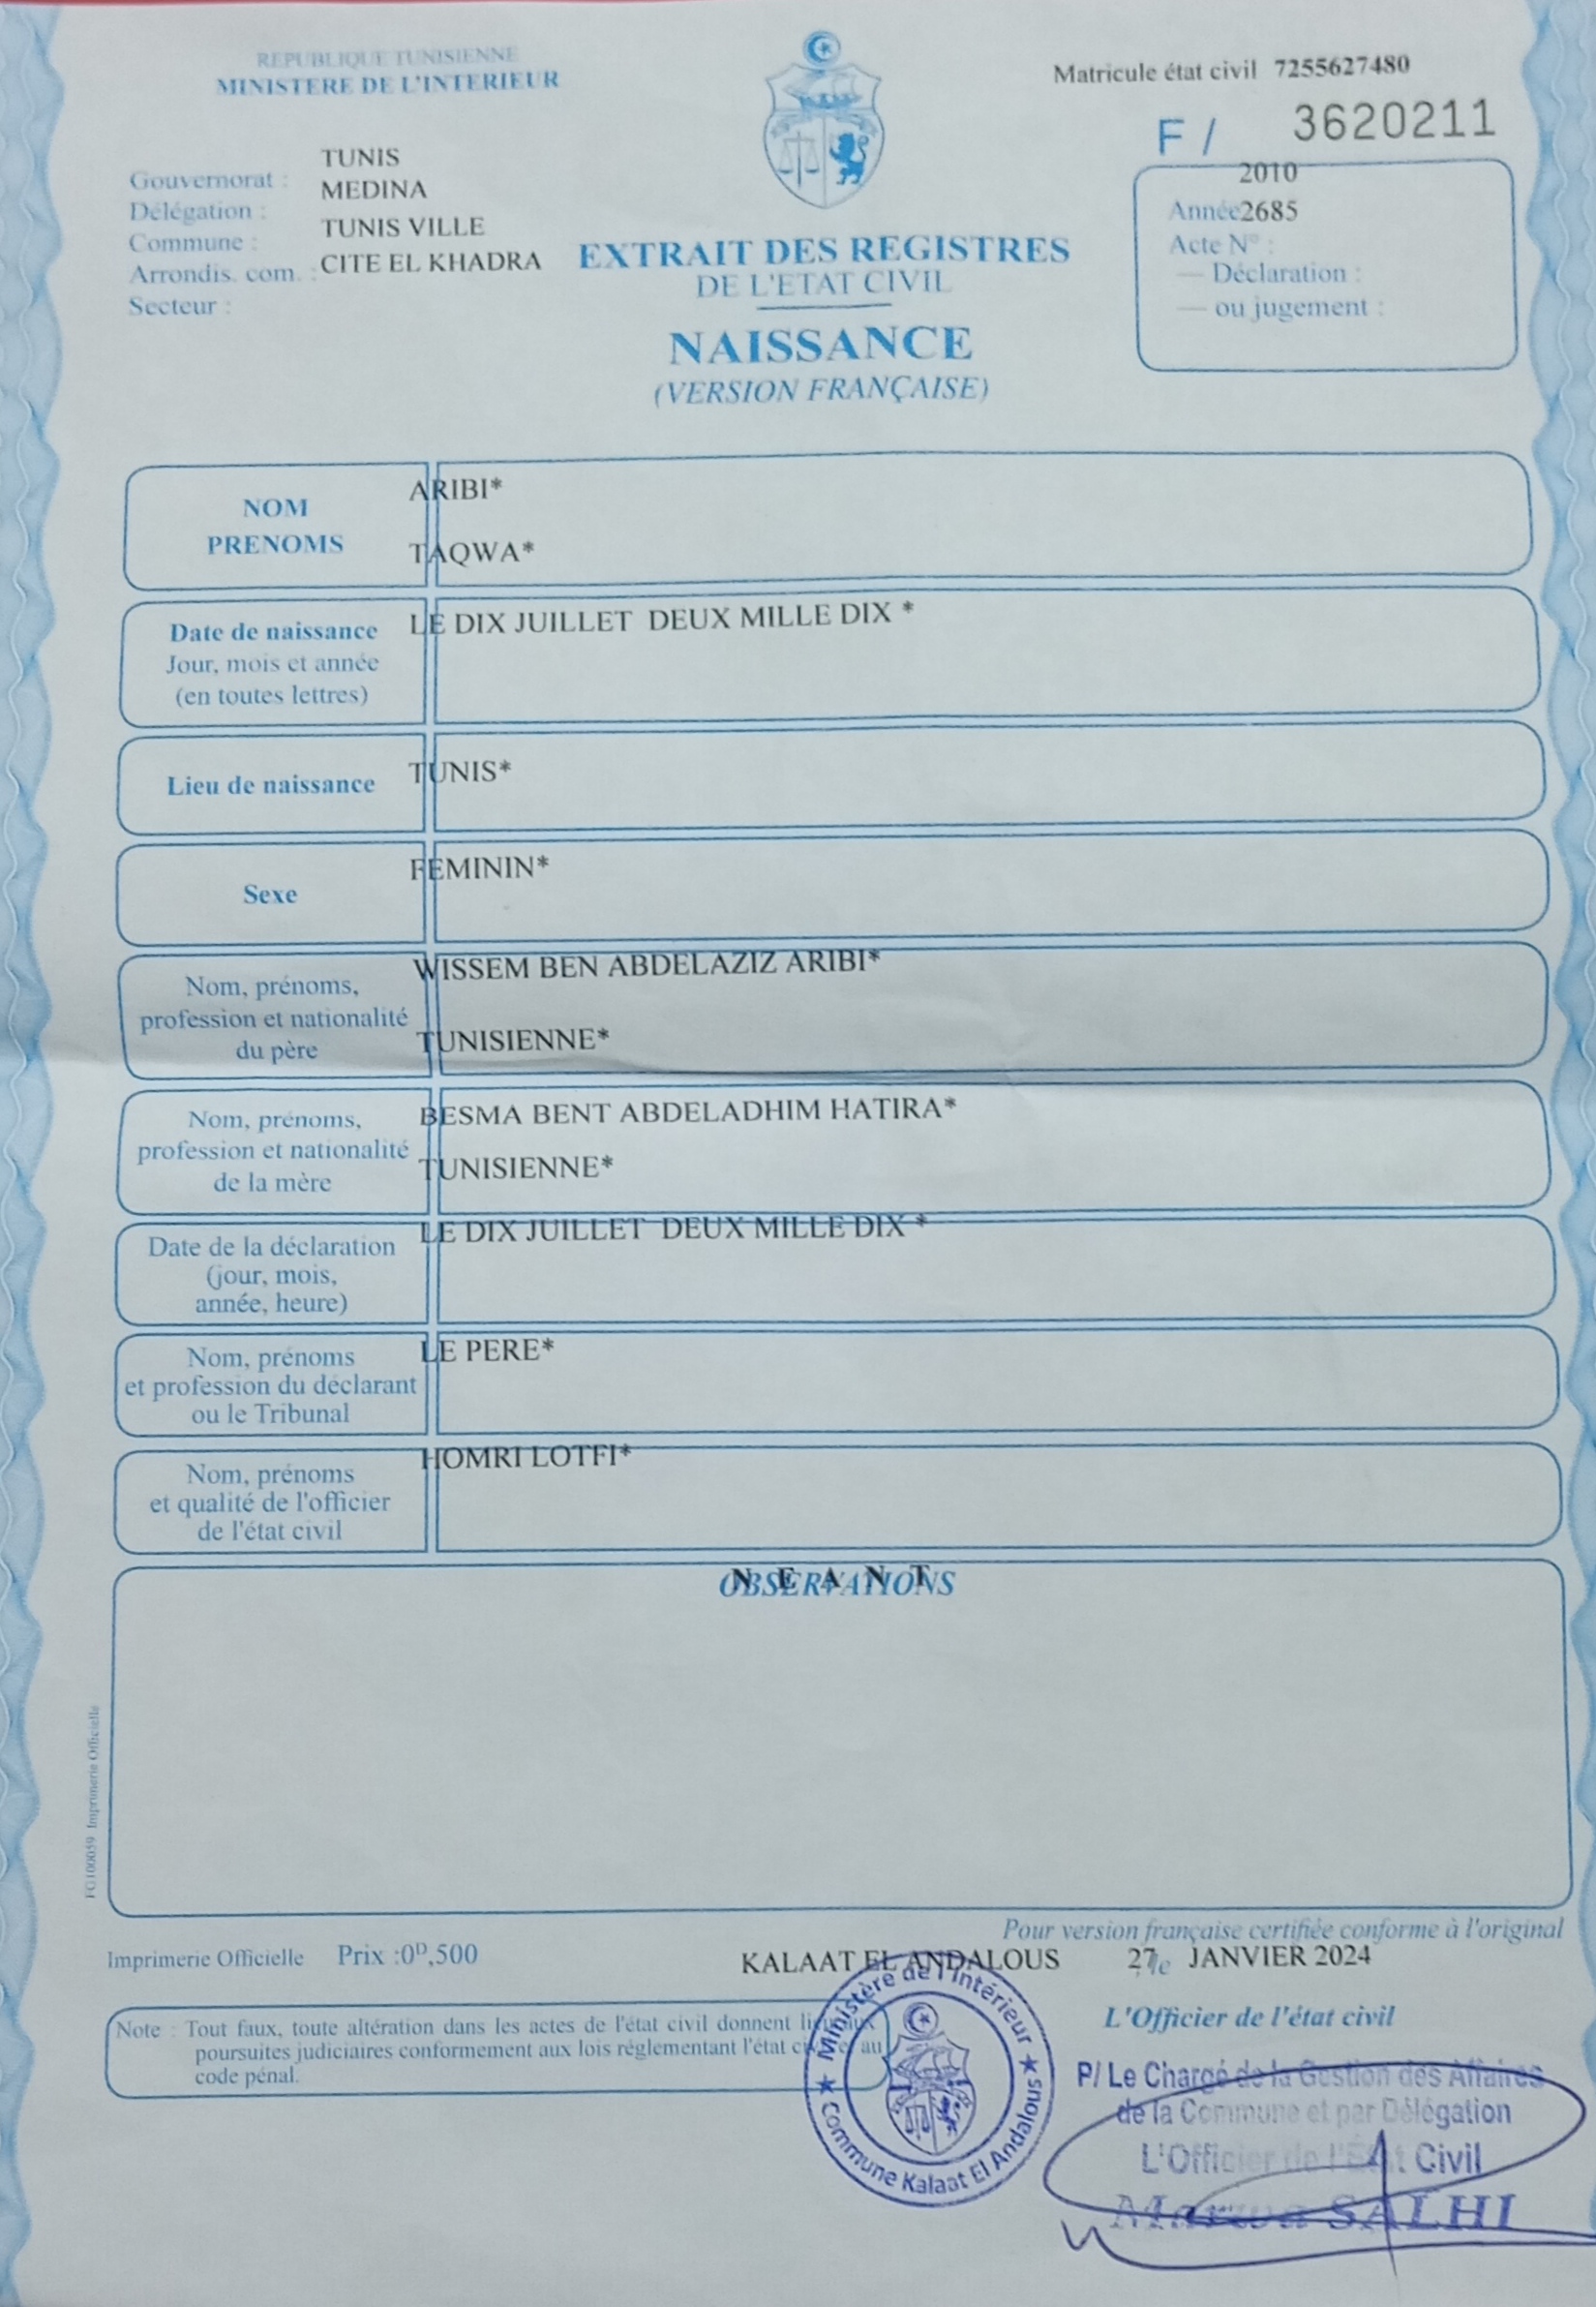 REPUBLIQUE TUNISIENNE
MINISTERE DE L'INTERIEUR
Matricule état civil 7255627480
F / 3620211
Gouvernorat : TUNIS
Délégation : MEDINA
Commune : TUNIS VILLE
Arrondis. com. : CITE EL KHADRA
Secteur :
2010
Année 2685
Acte N° :
— Déclaration :
— ou jugement :
EXTRAIT DES REGISTRES
DE L'ETAT CIVIL
NAISSANCE
(VERSION FRANÇAISE)
NOM ARIBI*
PRENOMS TAQWA*
Date de naissance LE DIX JUILLET DEUX MILLE DIX *
Jour, mois et année
(en toutes lettres)
Lieu de naissance TUNIS*
Sexe FEMININ*
Nom, prénoms, WISSEM BEN ABDELAZIZ ARIBI*
profession et nationalité
du père TUNISIENNE*
Nom, prénoms, BESMA BENT ABDELADHIM HATIRA*
profession et nationalité
de la mère TUNISIENNE*
Date de la déclaration LE DIX JUILLET DEUX MILLE DIX *
(jour, mois,
année, heure)
Nom, prénoms LE PERE*
et profession du déclarant
ou le Tribunal
Nom, prénoms HOMRI LOTFI*
et qualité de l'officier
de l'état civil
OBSERVATIONS
N E A N T
FG100059 Imprimerie Officielle
Pour version française certifiée conforme à l'original
Imprimerie Officielle Prix :0D,500
KALAAT EL ANDALOUS 27 le JANVIER 2024
L'Officier de l'état civil
Note : Tout faux, toute altération dans les actes de l'état civil donnent lieu aux
poursuites judiciaires conformement aux lois réglementant l'état civil et au
code pénal.
★ Ministère de l'Intérieur ★
Commune Kalaat El Andalous
P/ Le Chargé de la Gestion des Affaires
de la Commune et par Délégation
L'Officier de l'État Civil
Marwa SALHI